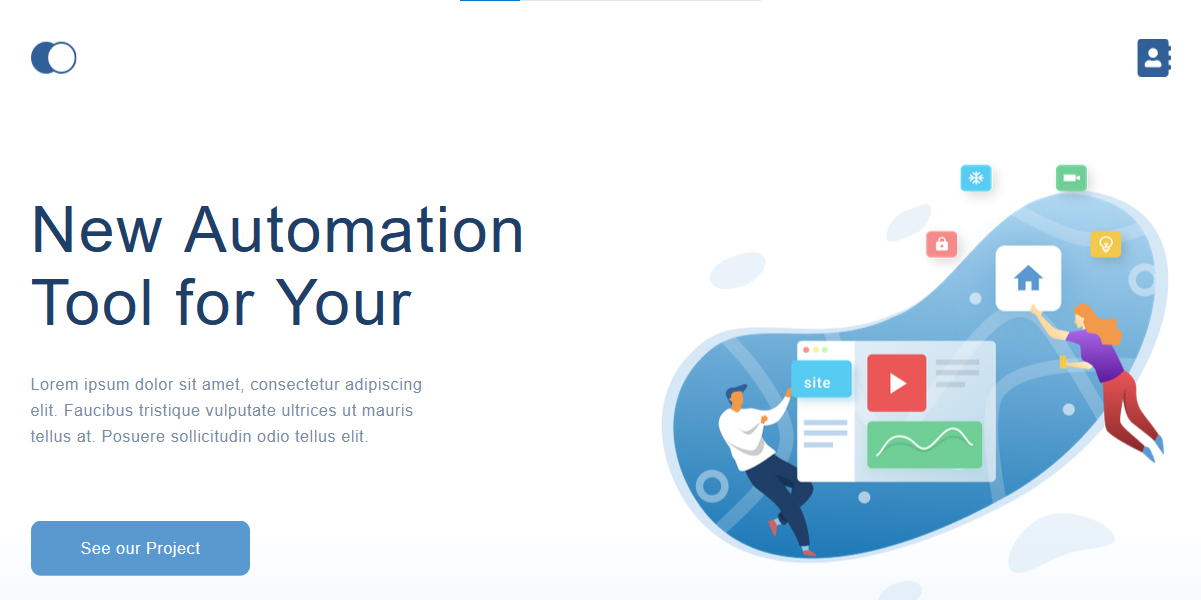 New Automation
Tool for Your
Lorem ipsum dolor sit amet, consectetur adipiscing
elit. Faucibus tristique vulputate ultrices ut mauris
tellus at. Posuere sollicitudin odio tellus elit.
See our Project
site